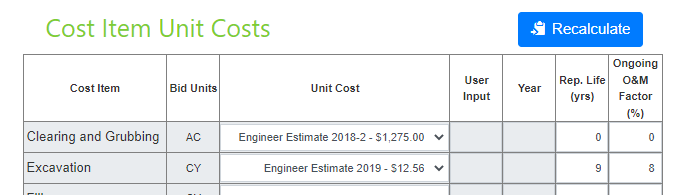 Cost Item Unit Costs
Recalculate
Cost Item Bid Units Unit Cost User Input Year Rep. Life (yrs) Ongoing O&M Factor (%)
Clearing and Grubbing AC Engineer Estimate 2018-2 - $1,275.00 0 0
Excavation CY Engineer Estimate 2019 - $12.56 9 8